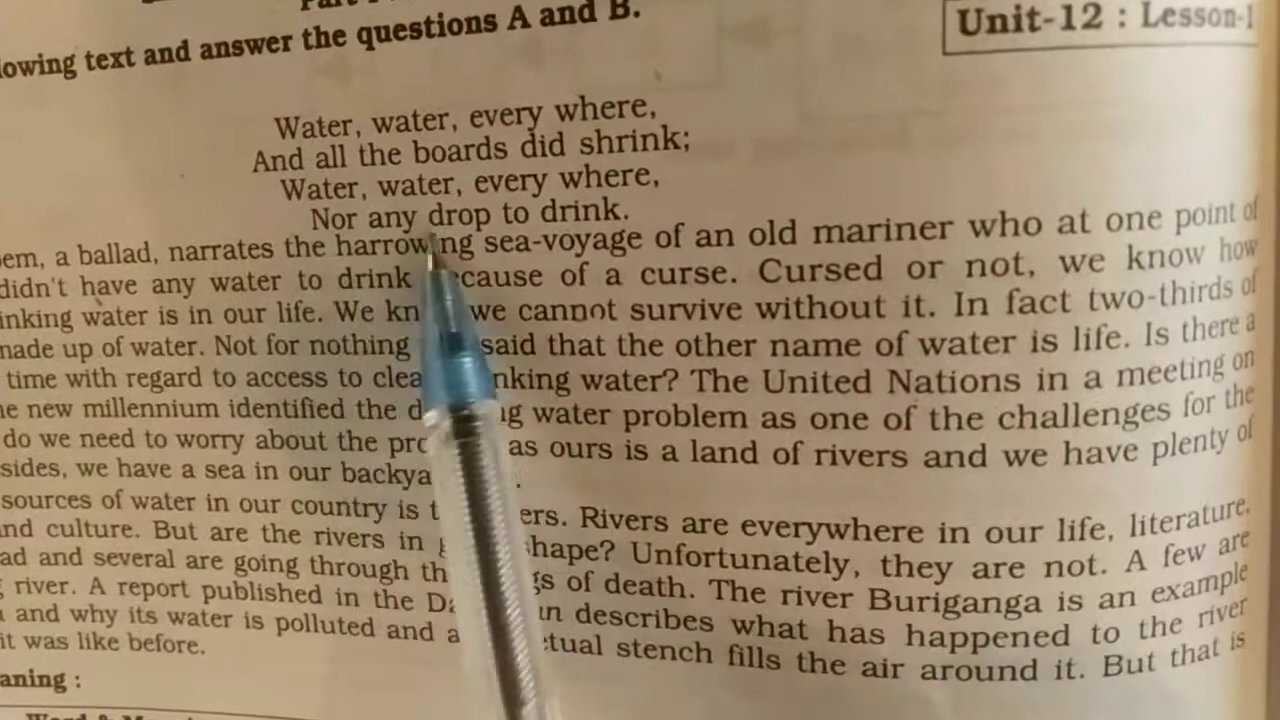 lowing text and answer the questions A and B.
Unit-12 : Lesson-1
Water, water, every where,
And all the boards did shrink;
Water, water, every where,
Nor any drop to drink.
em, a ballad, narrates the harrowing sea-voyage of an old mariner who at one point of
didn't have any water to drink cause of a curse. Cursed or not, we know how
inking water is in our life. We kn we cannot survive without it. In fact two-thirds of
made up of water. Not for nothing said that the other name of water is life. Is there a
time with regard to access to clea nking water? The United Nations in a meeting on
e new millennium identified the d ng water problem as one of the challenges for the
do we need to worry about the pro as ours is a land of rivers and we have plenty of
sides, we have a sea in our backya .
sources of water in our country is t ers. Rivers are everywhere in our life, literature,
nd culture. But are the rivers in g shape? Unfortunately, they are not. A few are
ad and several are going through th gs of death. The river Buriganga is an example
river. A report published in the Da un describes what has happened to the river
and why its water is polluted and a ctual stench fills the air around it. But that is
it was like before.
aning :